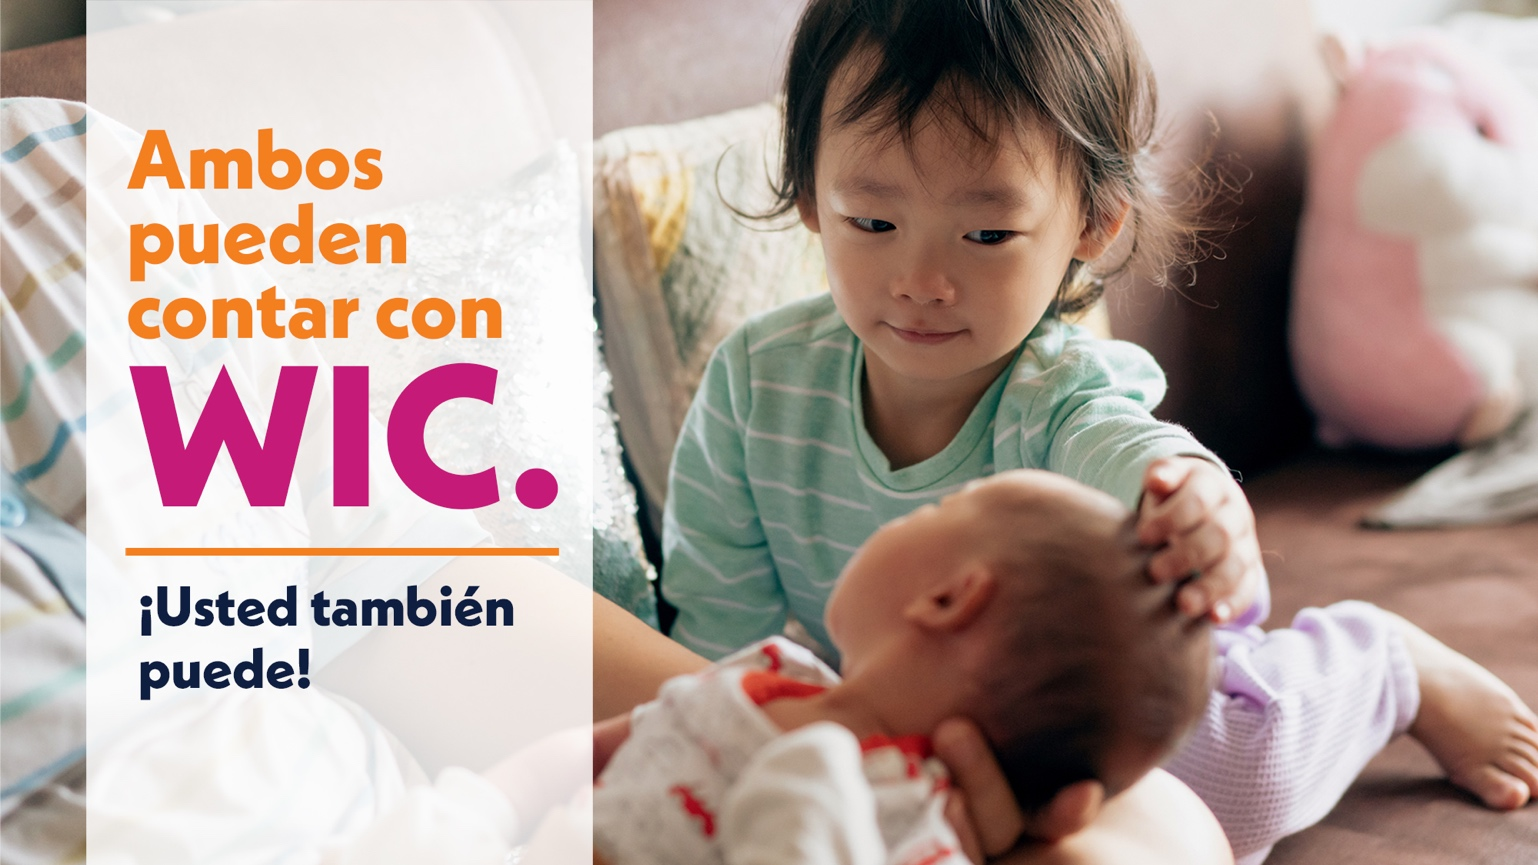 Ambos
pueden
contar con
WIC.
¡Usted también
puede!